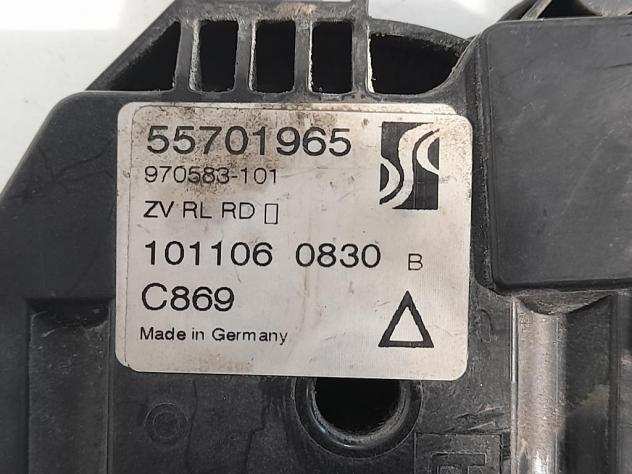 55701965
970583-101
ZV RL RD
101106 0830 B
C869
Made in Germany